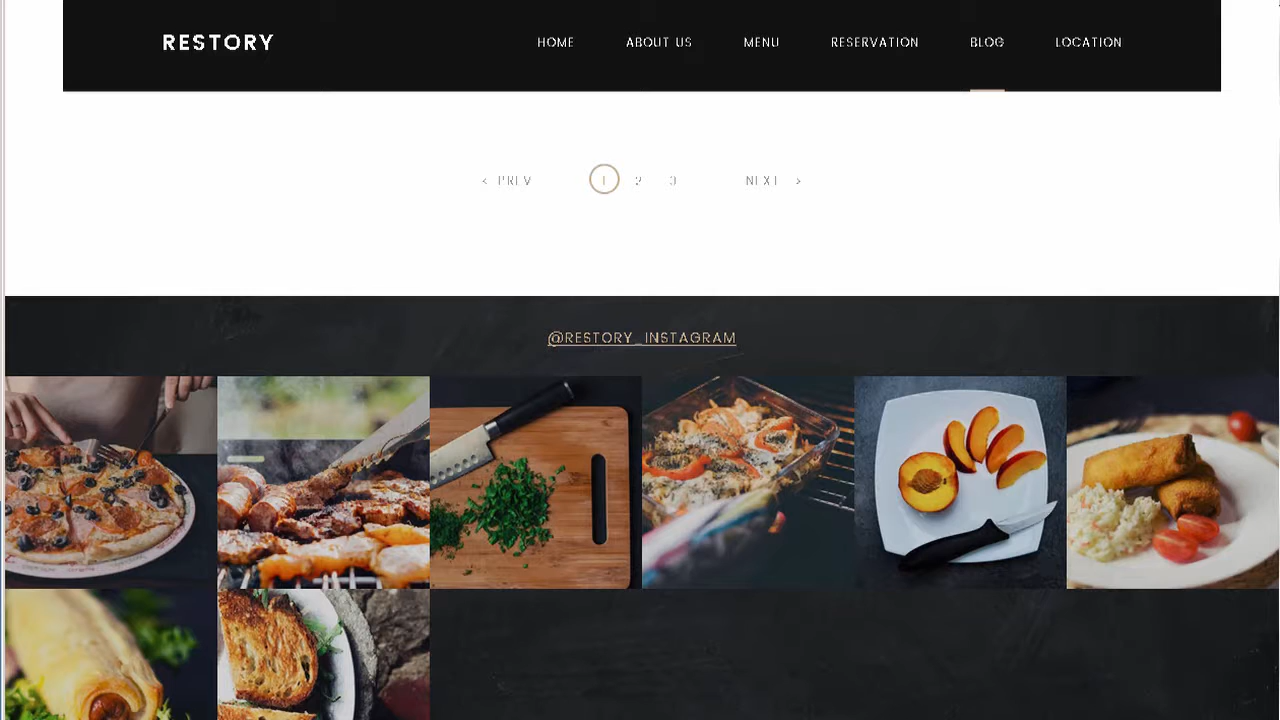 RESTORY HOME ABOUT US MENU RESERVATION BLOG LOCATION
‹ PREV 1 2 3 NEXT ›
@RESTORY_INSTAGRAM